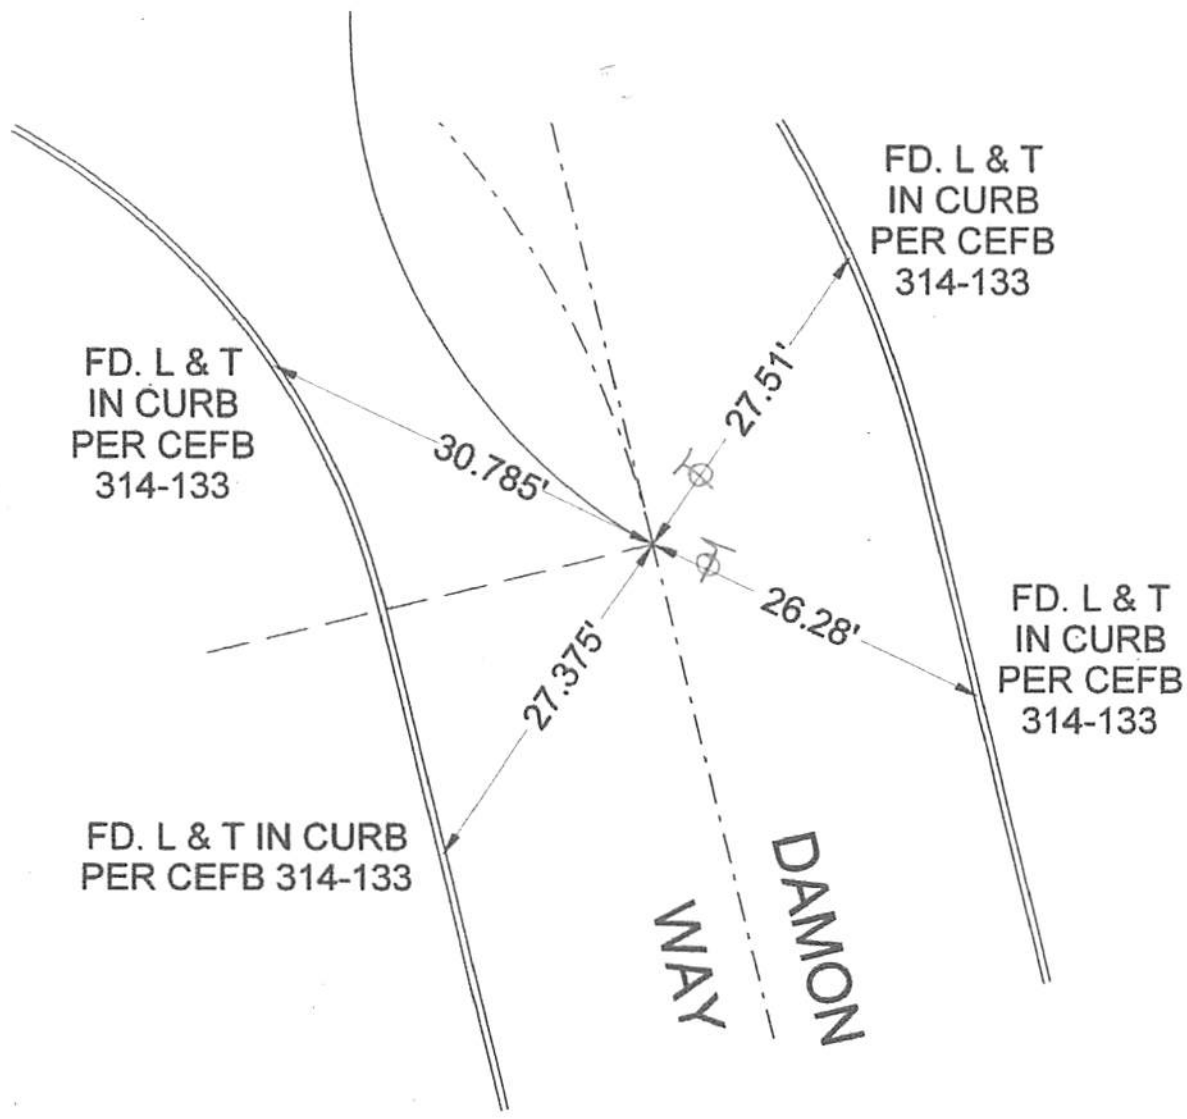 FD. L & T
IN CURB
PER CEFB
314-133
27.51'
FD. L & T
IN CURB
PER CEFB
314-133
30.785'
26.28'
FD. L & T
IN CURB
PER CEFB
314-133
27.375'
FD. L & T IN CURB
PER CEFB 314-133
DAMON
WAY